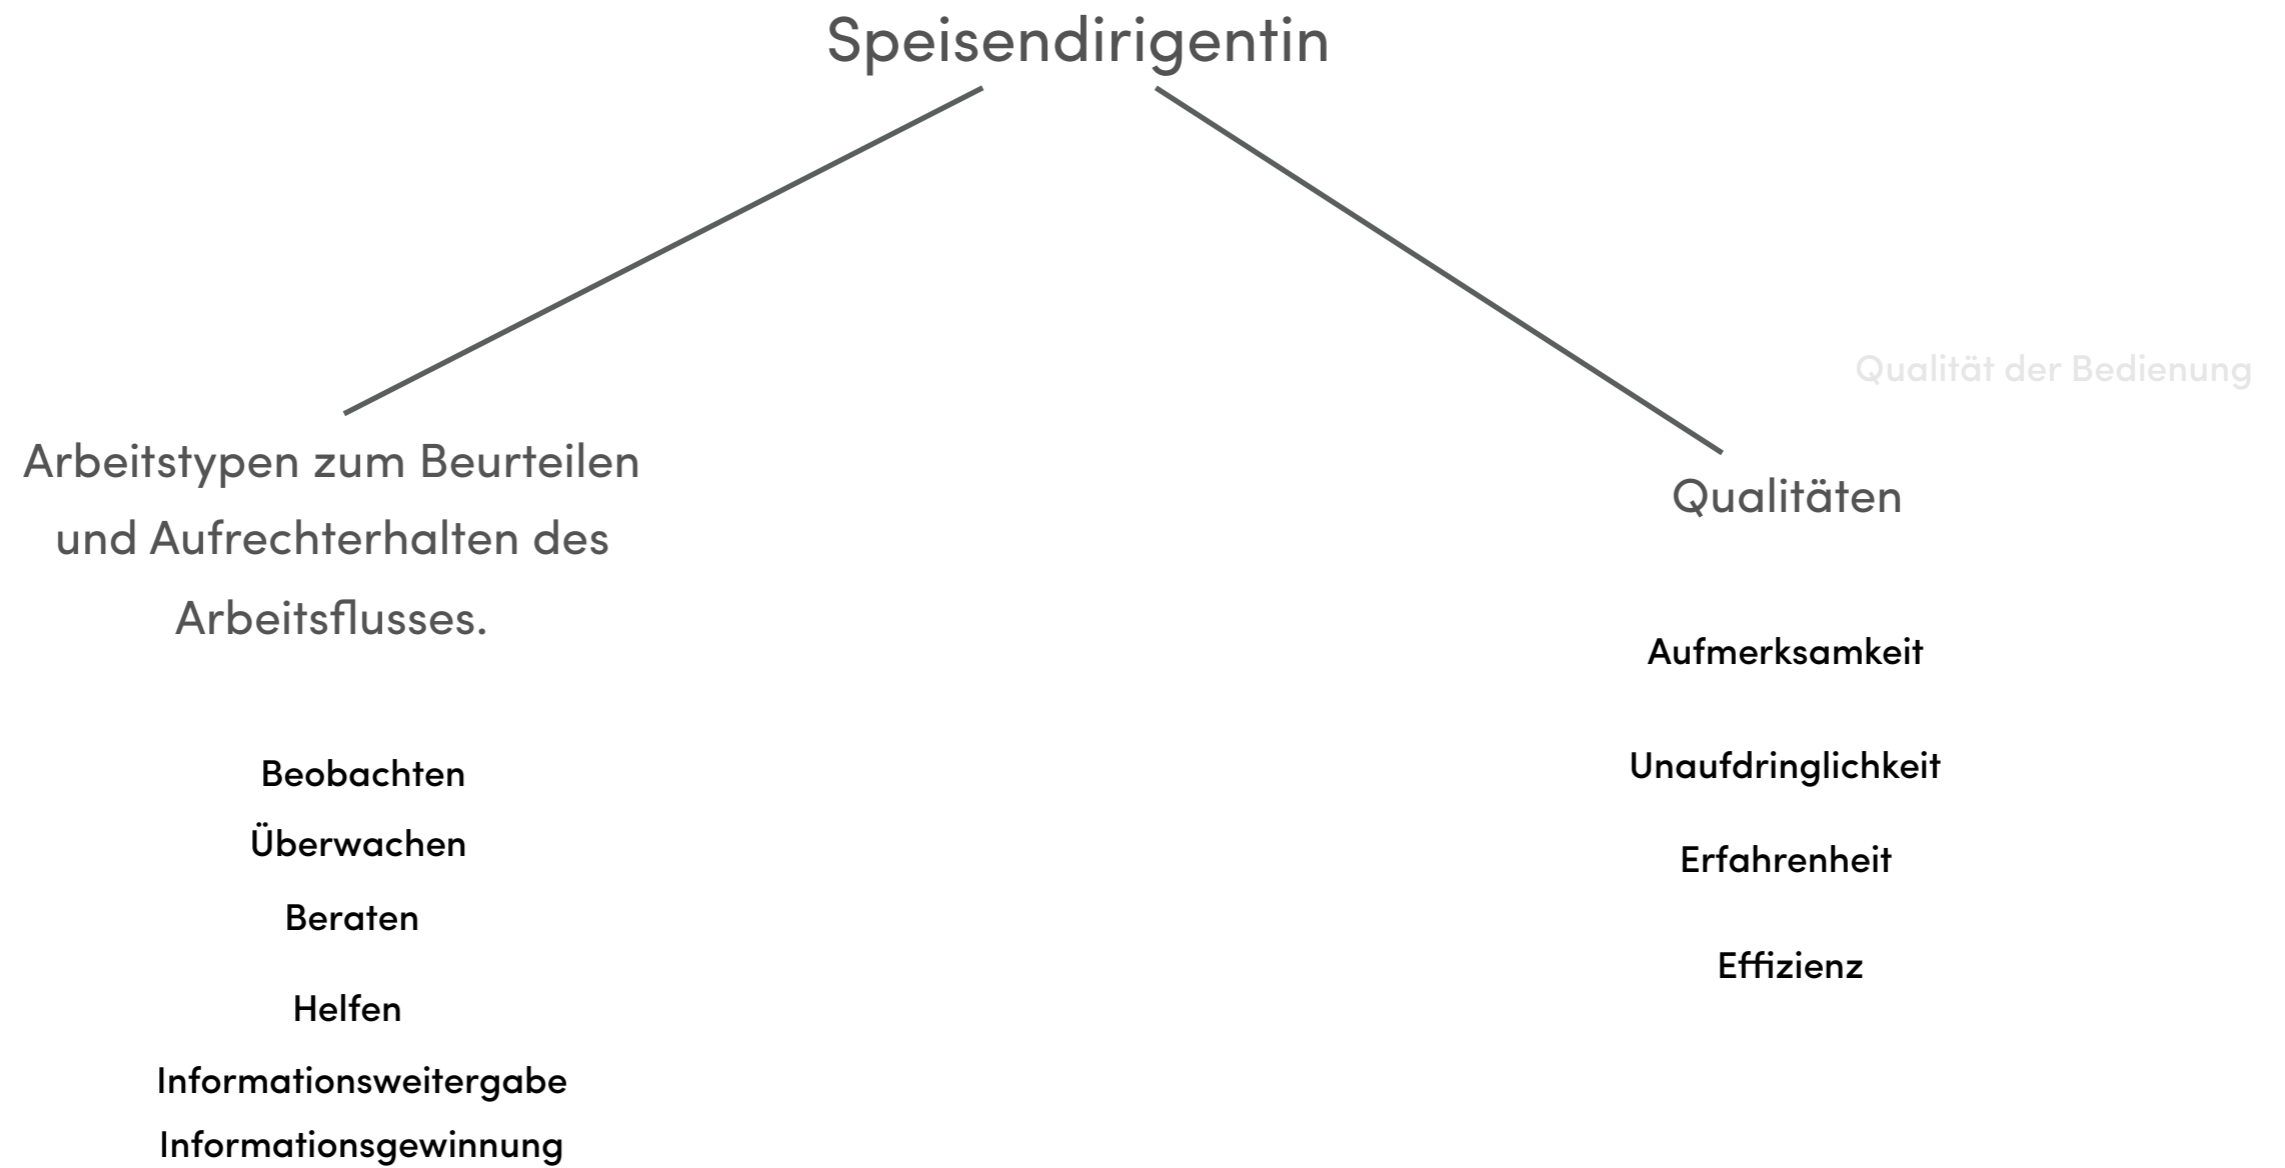 Speisendirigentin
Qualität der Bedienung
Arbeitstypen zum Beurteilen
und Aufrechterhalten des
Arbeitsflusses.
Beobachten
Überwachen
Beraten
Helfen
Informationsweitergabe
Informationsgewinnung
Qualitäten
Aufmerksamkeit
Unaufdringlichkeit
Erfahrenheit
Effizienz